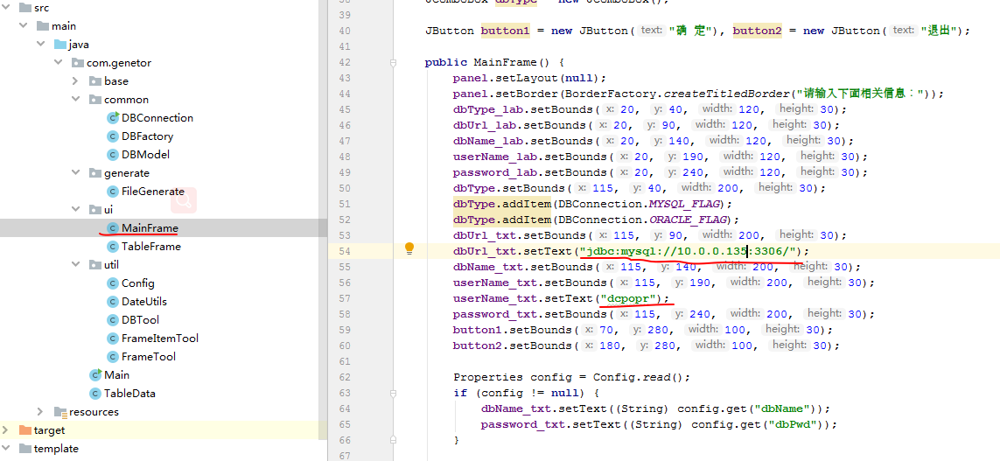 src
main
java
com.genetor
base
common
DBConnection
DBFactory
DBModel
generate
FileGenerate
ui
MainFrame
TableFrame
util
Config
DateUtils
DBTool
FrameItemTool
FrameTool
Main
TableData
resources
target
template
39
40 JButton button1 = new JButton( text: "确 定"), button2 = new JButton( text: "退出");
41
42 public MainFrame() {
43 panel.setLayout(null);
44 panel.setBorder(BorderFactory.createTitledBorder("请输入下面相关信息："));
45 dbType_lab.setBounds( x: 20, y: 40, width: 120, height: 30);
46 dbUrl_lab.setBounds( x: 20, y: 90, width: 120, height: 30);
47 dbName_lab.setBounds( x: 20, y: 140, width: 120, height: 30);
48 userName_lab.setBounds( x: 20, y: 190, width: 120, height: 30);
49 password_lab.setBounds( x: 20, y: 240, width: 120, height: 30);
50 dbType.setBounds( x: 115, y: 40, width: 200, height: 30);
51 dbType.addItem(DBConnection.MYSQL_FLAG);
52 dbType.addItem(DBConnection.ORACLE_FLAG);
53 dbUrl_txt.setBounds( x: 115, y: 90, width: 200, height: 30);
54 dbUrl_txt.setText("jdbc:mysql://10.0.0.135:3306/");
55 dbName_txt.setBounds( x: 115, y: 140, width: 200, height: 30);
56 userName_txt.setBounds( x: 115, y: 190, width: 200, height: 30);
57 userName_txt.setText("dcpopr");
58 password_txt.setBounds( x: 115, y: 240, width: 200, height: 30);
59 button1.setBounds( x: 70, y: 280, width: 100, height: 30);
60 button2.setBounds( x: 180, y: 280, width: 100, height: 30);
61
62 Properties config = Config.read();
63 if (config != null) {
64 dbName_txt.setText((String) config.get("dbName"));
65 password_txt.setText((String) config.get("dbPwd"));
66 }
67